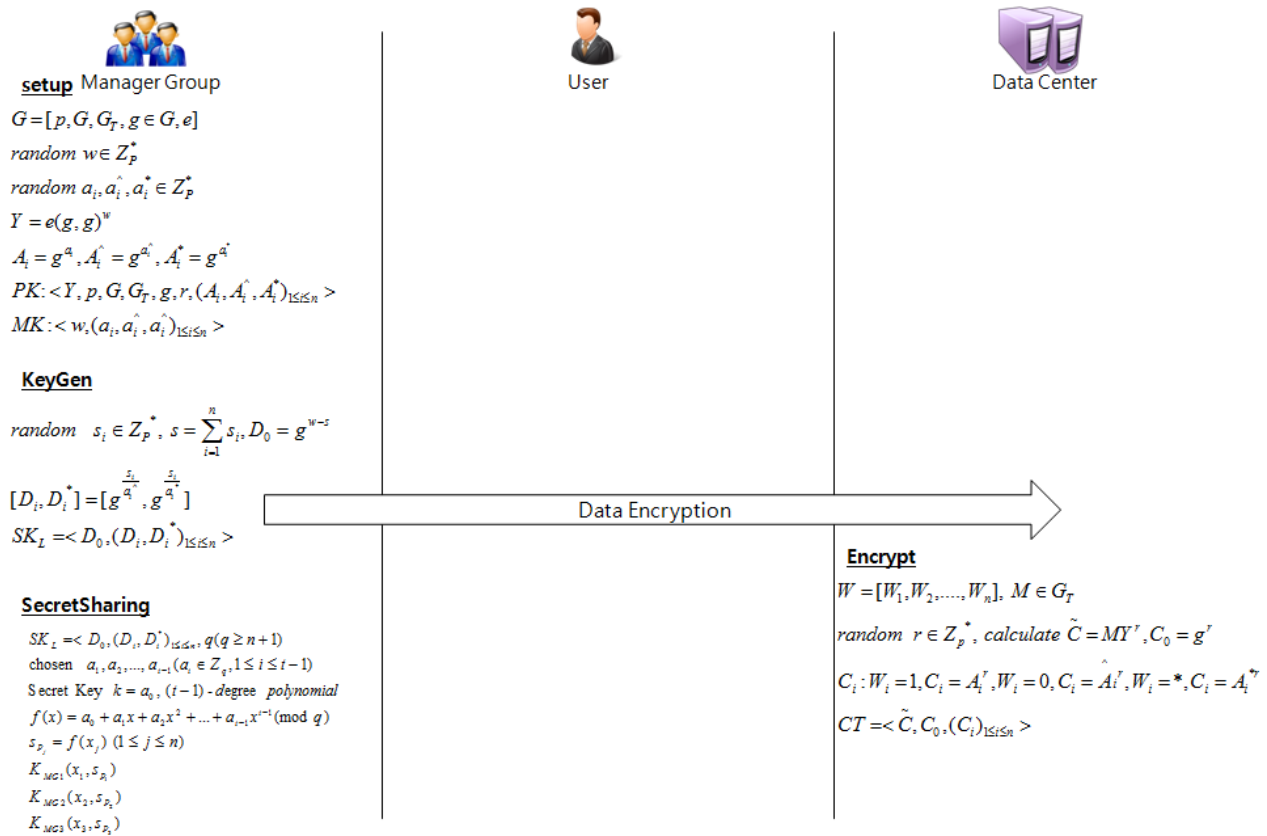 Manager Group
User
Data Center
setup
G=[p,G,G_T,g∈G,e]
random w∈Z_P^*
random a_i,a_i^^,a_i^*∈Z_P^*
Y=e(g,g)^w
A_i=g^{a_i},A_i^^=g^{a_i^^},A_i^*=g^{a_i^*}
PK:<Y,p,G,G_T,g,r,(A_i,A_i^^,A_i^*)_{1≤i≤n}>
MK:<w,(a_i,a_i^^,a_i^^)_{1≤i≤n}>
KeyGen
random s_i∈Z_P^*, s=∑_{i=1}^{n}s_i,D_0=g^{w-s}
[D_i,D_i^*]=[g^{s_i/a_i^^},g^{s_i/a_i^*}]
SK_L=<D_0,(D_i,D_i^*)_{1≤i≤n}>
Data Encryption
SecretSharing
SK_L=<D_0,(D_i,D_i^*)_{1≤i≤n},q(q≥n+1)
chosen a_1,a_2,...,a_{t-1}(a_i∈Z_q,1≤i≤t-1)
Secret Key k=a_0,(t-1)-degree polynomial
f(x)=a_0+a_1x+a_2x^2+...+a_{t-1}x^{t-1}(mod q)
s_{P_j}=f(x_j) (1≤j≤n)
K_{MG1}(x_1,s_{P_1})
K_{MG2}(x_2,s_{P_2})
K_{MG3}(x_3,s_{P_3})
Encrypt
W=[W_1,W_2,....,W_n], M∈G_T
random r∈Z_p^*, calculate C̃=MY^r,C_0=g^r
C_i:W_i=1,C_i=A_i^r,W_i=0,C_i=Â_i^r,W_i=*,C_i=A_i^{*r}
CT=<C̃,C_0,(C_i)_{1≤i≤n}>